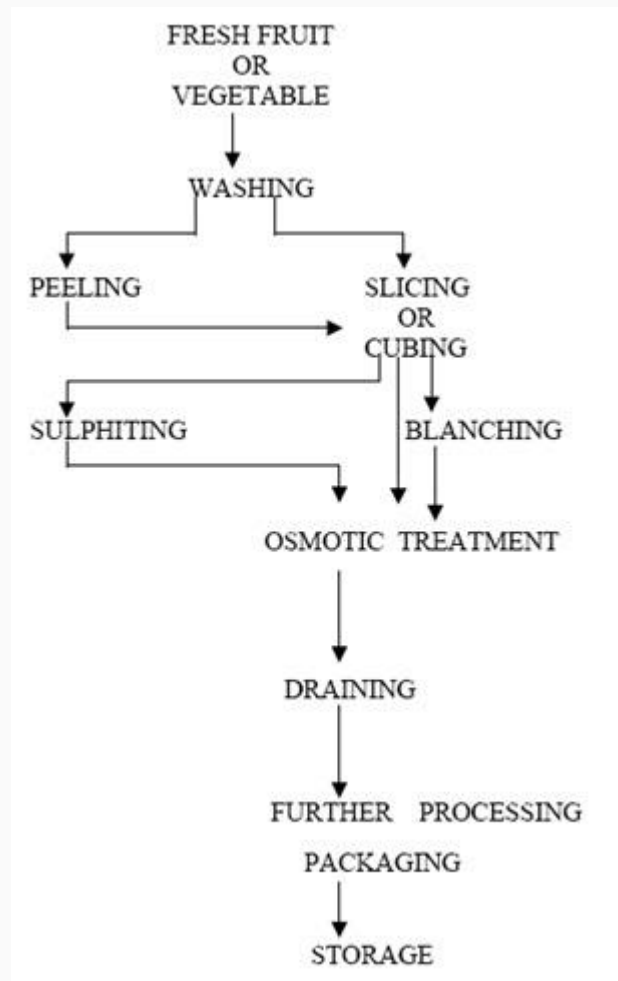 FRESH FRUIT
OR
VEGETABLE
WASHING
PEELING
SLICING
OR
CUBING
SULPHITING
BLANCHING
OSMOTIC TREATMENT
DRAINING
FURTHER PROCESSING
PACKAGING
STORAGE